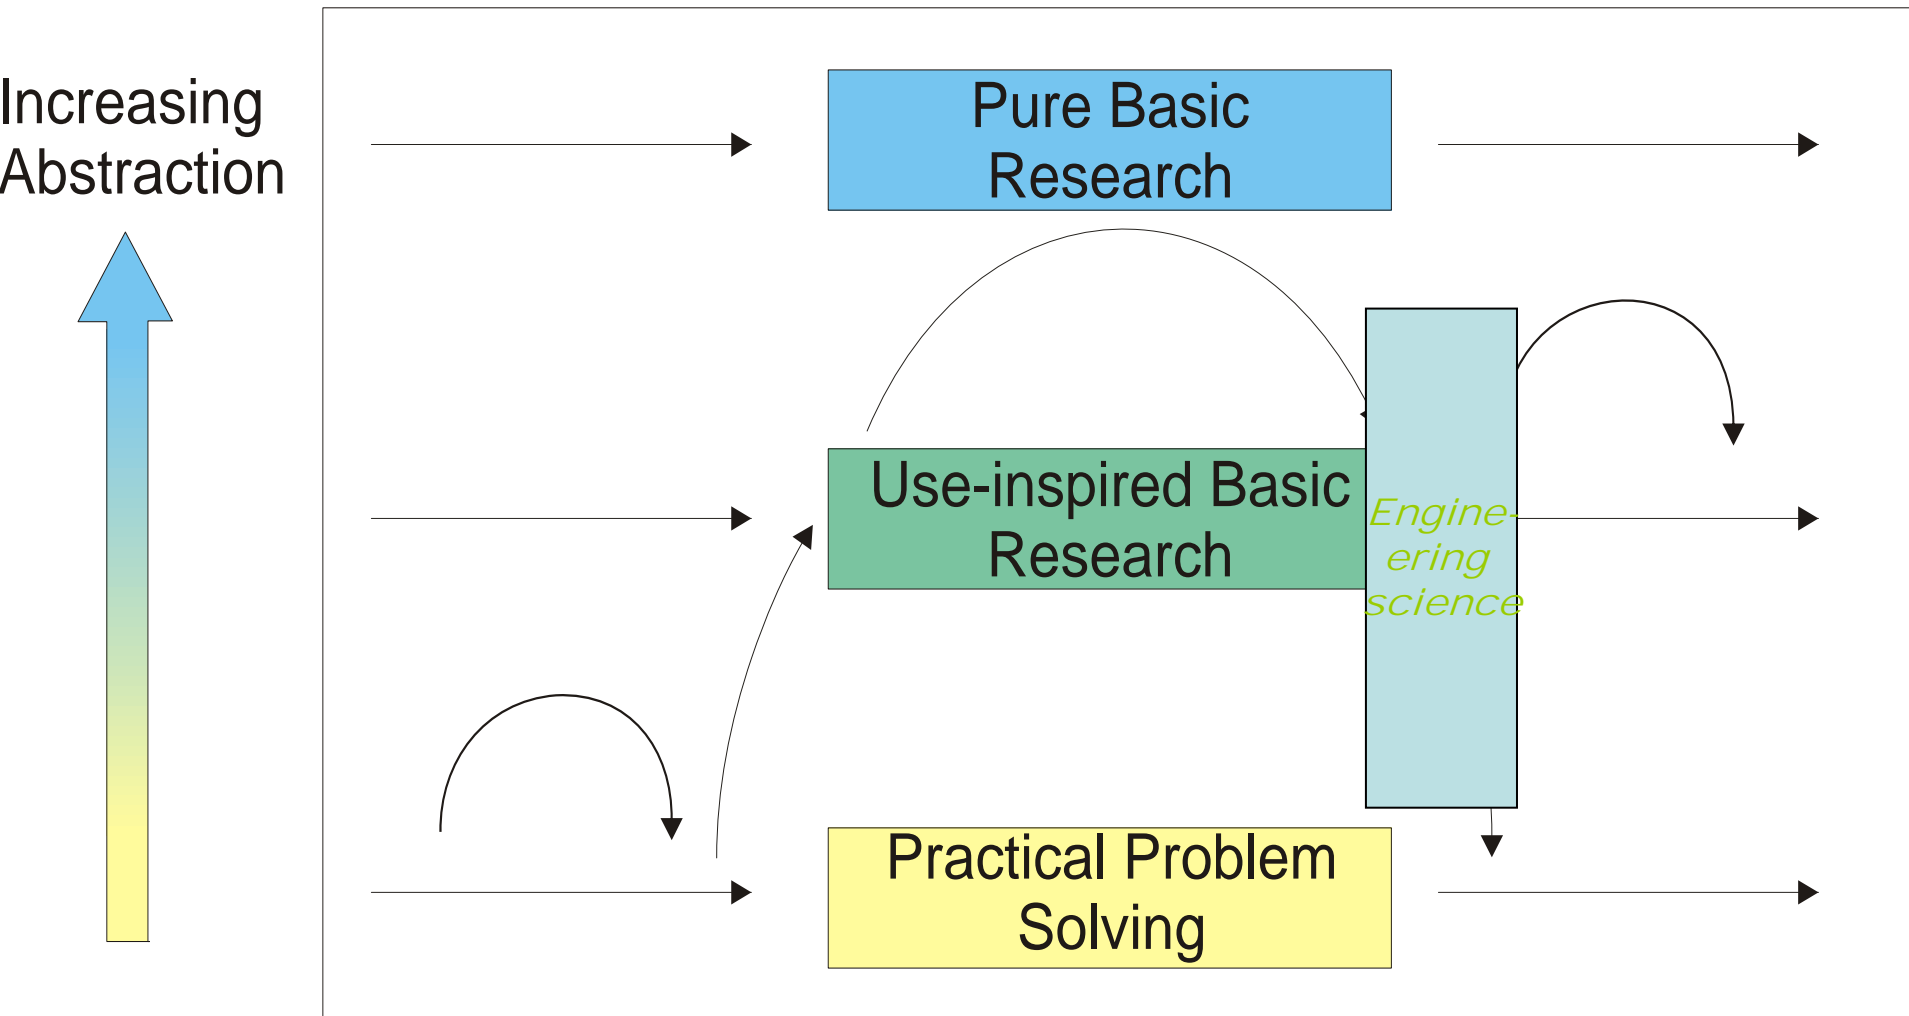 Increasing
Abstraction
Pure Basic
Research
Use-inspired Basic
Research
Engine-
ering
science
Practical Problem
Solving